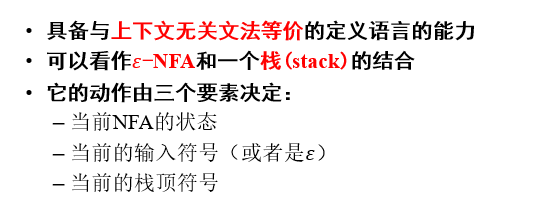 • 具备与上下文无关文法等价的定义语言的能力
• 可以看作ε-NFA和一个栈(stack)的结合
• 它的动作由三个要素决定：
– 当前NFA的状态
– 当前的输入符号（或者是ε）
– 当前的栈顶符号